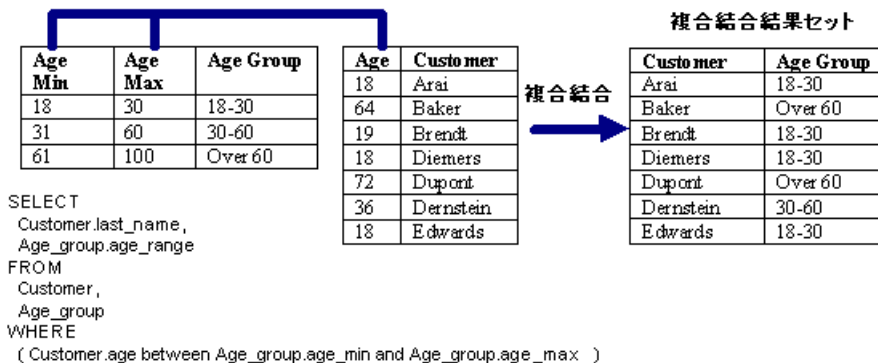 複合結合結果セット
Age Min Age Max Age Group
18 30 18-30
31 60 30-60
61 100 Over 60
Age Customer
18 Arai
64 Baker
19 Brendt
18 Diemers
72 Dupont
36 Dernstein
18 Edwards
複合結合
Customer Age Group
Arai 18-30
Baker Over 60
Brendt 18-30
Diemers 18-30
Dupont Over 60
Dernstein 30-60
Edwards 18-30
SELECT
Customer.last_name,
Age_group.age_range
FROM
Customer,
Age_group
WHERE
( Customer.age between Age_group.age_min and Age_group.age_max )